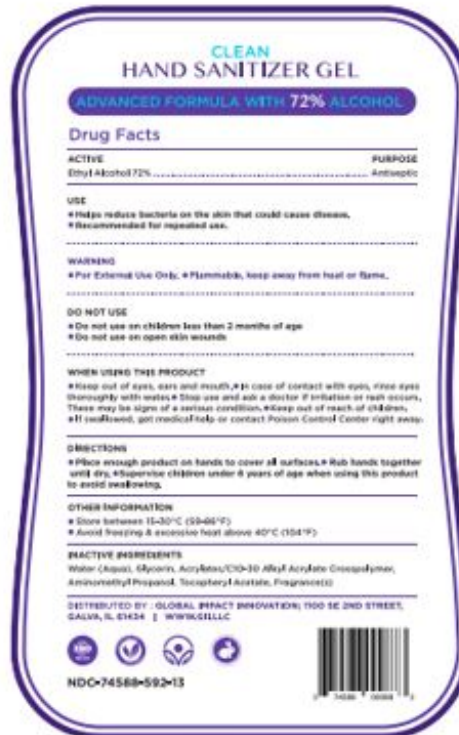 CLEAN
HAND SANITIZER GEL
ADVANCED FORMULA WITH 72% ALCOHOL
Drug Facts
ACTIVE PURPOSE
Ethyl Alcohol 72% Antiseptic
USE
• Helps reduce bacteria on the skin that could cause disease.
• Recommended for repeated use.
WARNING
• For External Use Only. • Flammable, keep away from heat or flame.
DO NOT USE
• Do not use on children less than 2 months of age
• Do not use on open skin wounds
WHEN USING THIS PRODUCT
• Keep out of eyes, ears and mouth. • In case of contact with eyes, rinse eyes
thoroughly with water. • Stop use and ask a doctor if irritation or rash occurs.
These may be signs of a serious condition. • Keep out of reach of children.
• If swallowed, get medical help or contact Poison Control Center right away.
DIRECTIONS
• Place enough product on hands to cover all surfaces. • Rub hands together
until dry. • Supervise children under 6 years of age when using this product
to avoid swallowing.
OTHER INFORMATION
• Store between 15-30°C (59-86°F)
• Avoid freezing & excessive heat above 40°C (104°F)
INACTIVE INGREDIENTS
Water (Aqua), Glycerin, Acrylates/C10-30 Alkyl Acrylate Crosspolymer,
Aminomethyl Propanol, Tocopheryl Acetate, Fragrance(s)
DISTRIBUTED BY : GLOBAL IMPACT INNOVATION; 1100 SE 2ND STREET,
GALVA, IL 61434 | WWW.GII.LLC
ISO
NDC•74588-592-13